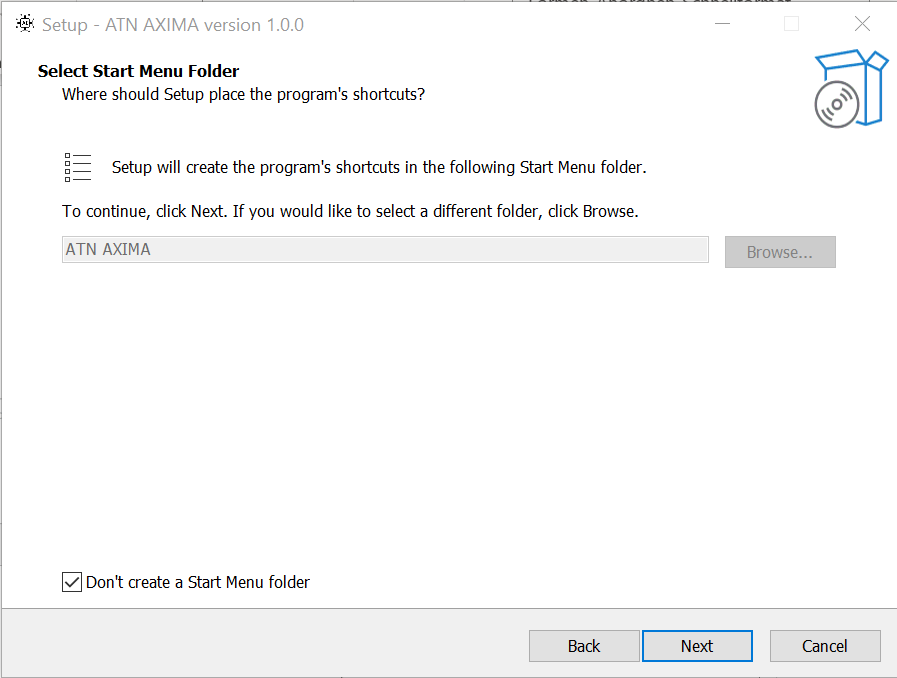 Setup - ATN AXIMA version 1.0.0
Select Start Menu Folder
Where should Setup place the program's shortcuts?
Setup will create the program's shortcuts in the following Start Menu folder.
To continue, click Next. If you would like to select a different folder, click Browse.
ATN AXIMA
Browse...
Don't create a Start Menu folder
Back
Next
Cancel